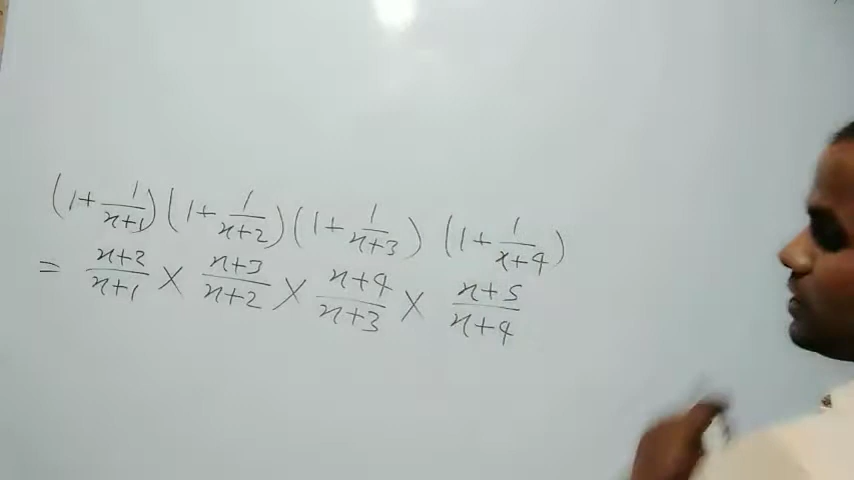 (1+1/(x+1))(1+1/(x+2))(1+1/(x+3)) (1+1/(x+4))
= (x+2)/(x+1) × (x+3)/(x+2) × (x+4)/(x+3) × (x+5)/(x+4)